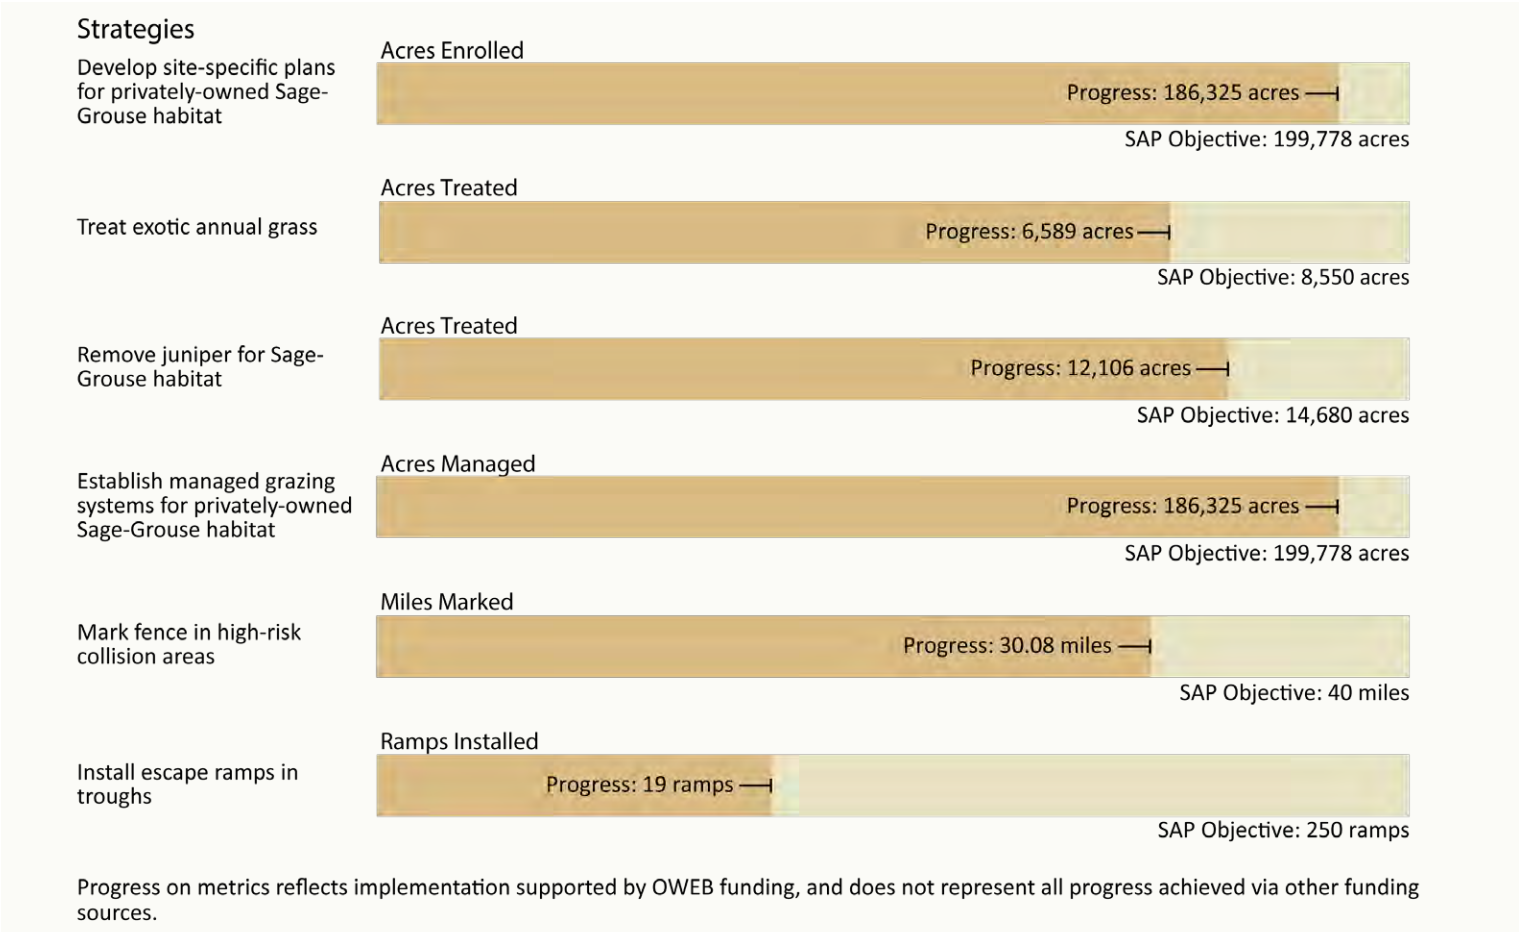 Strategies
Develop site-specific plans
for privately-owned Sage-
Grouse habitat
Acres Enrolled
Progress: 186,325 acres
SAP Objective: 199,778 acres
Treat exotic annual grass
Acres Treated
Progress: 6,589 acres
SAP Objective: 8,550 acres
Remove juniper for Sage-
Grouse habitat
Acres Treated
Progress: 12,106 acres
SAP Objective: 14,680 acres
Establish managed grazing
systems for privately-owned
Sage-Grouse habitat
Acres Managed
Progress: 186,325 acres
SAP Objective: 199,778 acres
Mark fence in high-risk
collision areas
Miles Marked
Progress: 30.08 miles
SAP Objective: 40 miles
Install escape ramps in
troughs
Ramps Installed
Progress: 19 ramps
SAP Objective: 250 ramps
Progress on metrics reflects implementation supported by OWEB funding, and does not represent all progress achieved via other funding
sources.